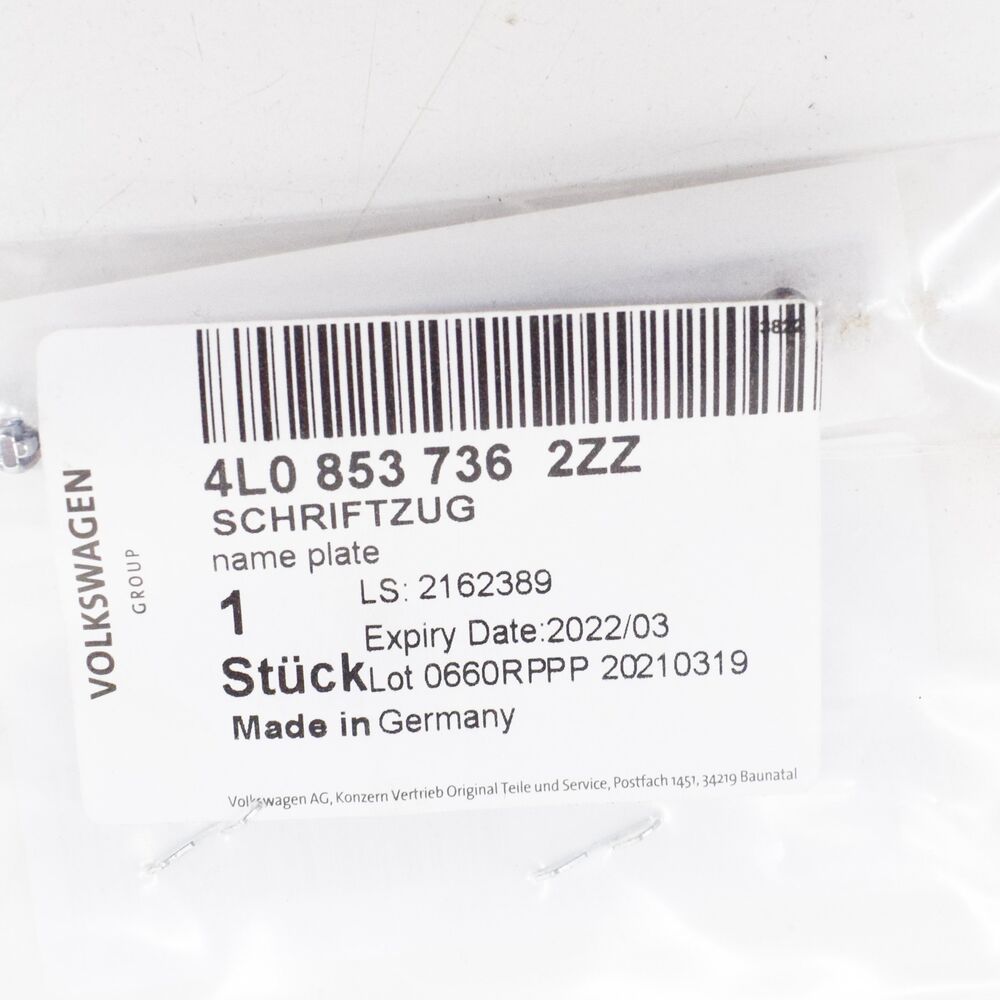 3822
4L0 853 736 2ZZ
SCHRIFTZUG
name plate
1
LS: 2162389
Expiry Date:2022/03
Stück Lot 0660RPPP 20210319
Made in Germany
Volkswagen AG, Konzern Vertrieb Original Teile und Service, Postfach 1451, 34219 Baunatal
VOLKSWAGEN
GROUP